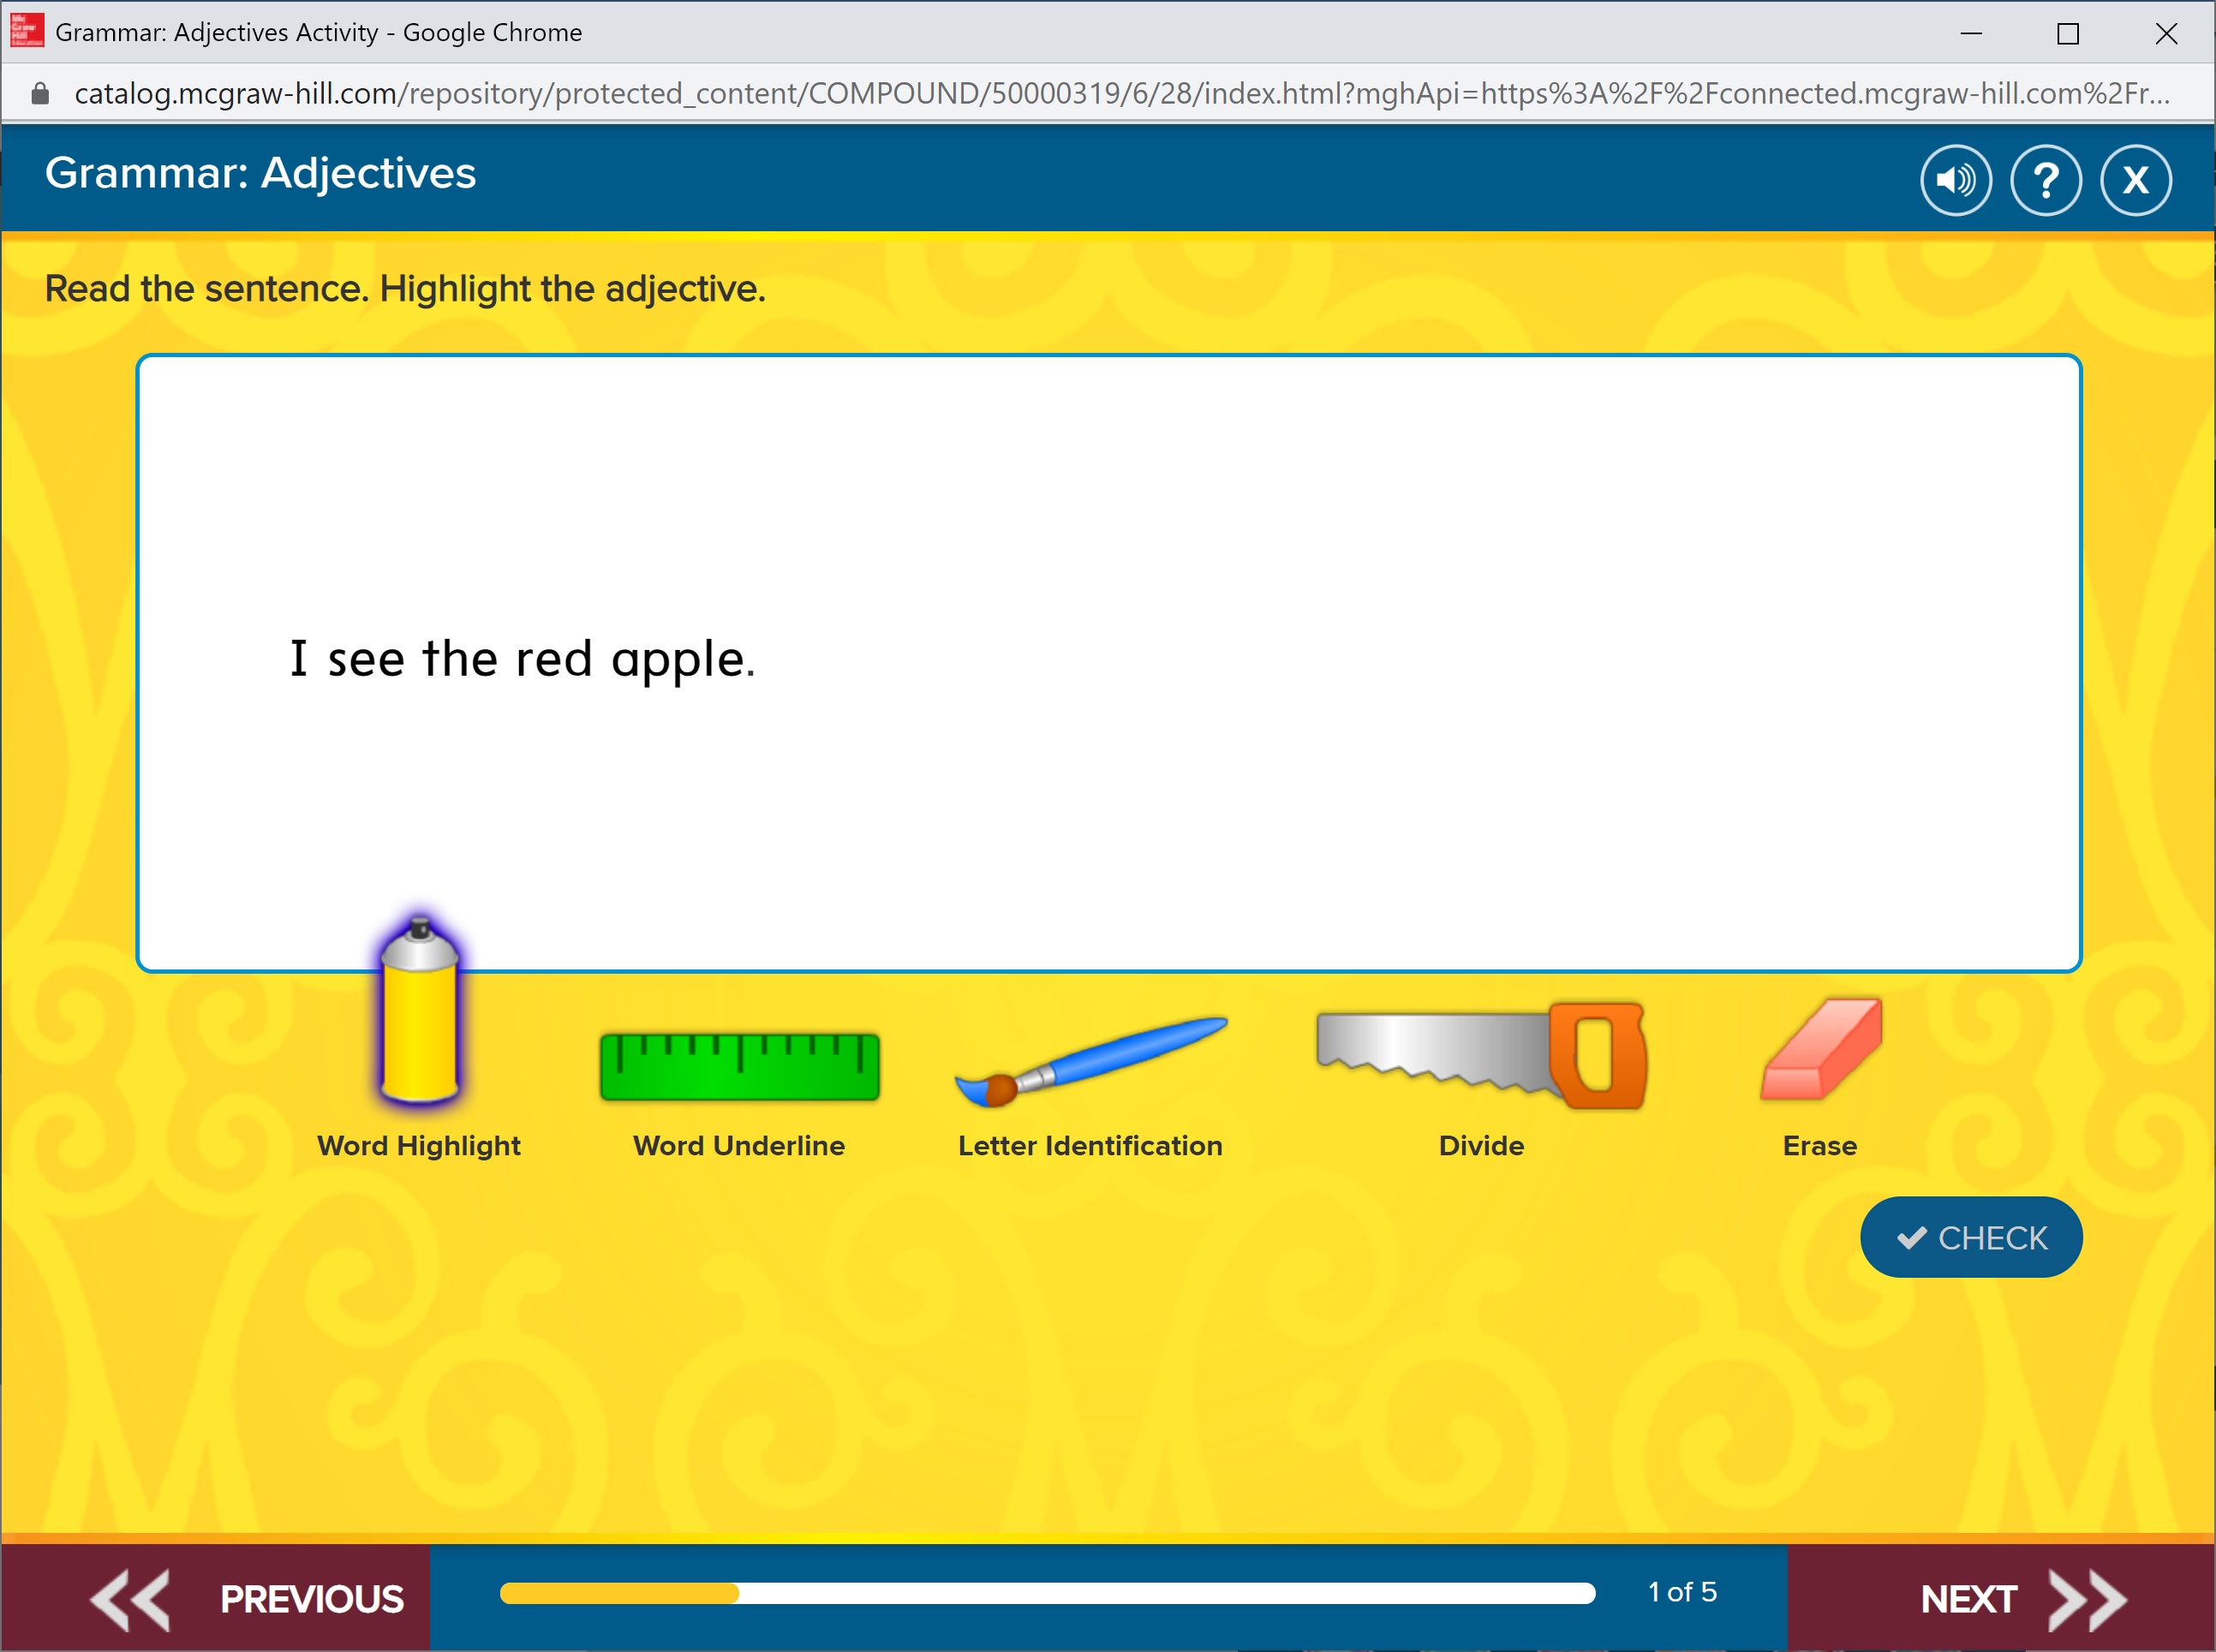 Grammar: Adjectives Activity - Google Chrome
catalog.mcgraw-hill.com/repository/protected_content/COMPOUND/50000319/6/28/index.html?mghApi=https%3A%2F%2Fconnected.mcgraw-hill.com%2Fr...
Grammar: Adjectives
? X
Read the sentence. Highlight the adjective.
I see the red apple.
Word Highlight Word Underline Letter Identification Divide Erase
CHECK
PREVIOUS 1 of 5 NEXT